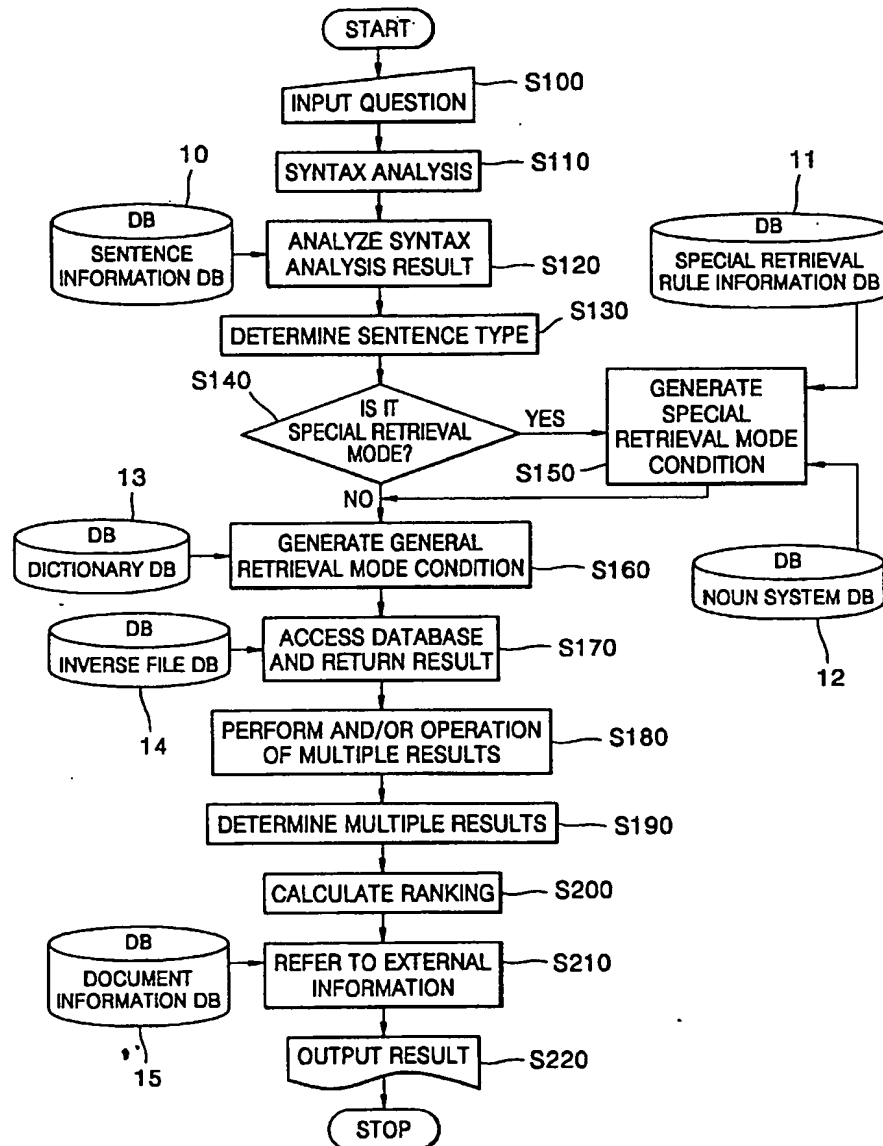 START
INPUT QUESTION
S100
SYNTAX ANALYSIS
S110
10
DB
SENTENCE
INFORMATION DB
ANALYZE SYNTAX
ANALYSIS RESULT
S120
11
DB
SPECIAL RETRIEVAL
RULE INFORMATION DB
DETERMINE SENTENCE TYPE
S130
S140
IS IT
SPECIAL RETRIEVAL
MODE?
YES
NO
GENERATE
SPECIAL
RETRIEVAL MODE
CONDITION
S150
13
DB
DICTIONARY DB
GENERATE GENERAL
RETRIEVAL MODE CONDITION
S160
DB
NOUN SYSTEM DB
12
DB
INVERSE FILE DB
14
ACCESS DATABASE
AND RETURN RESULT
S170
PERFORM AND/OR OPERATION
OF MULTIPLE RESULTS
S180
DETERMINE MULTIPLE RESULTS
S190
CALCULATE RANKING
S200
DB
DOCUMENT
INFORMATION DB
15
REFER TO EXTERNAL
INFORMATION
S210
OUTPUT RESULT
S220
STOP